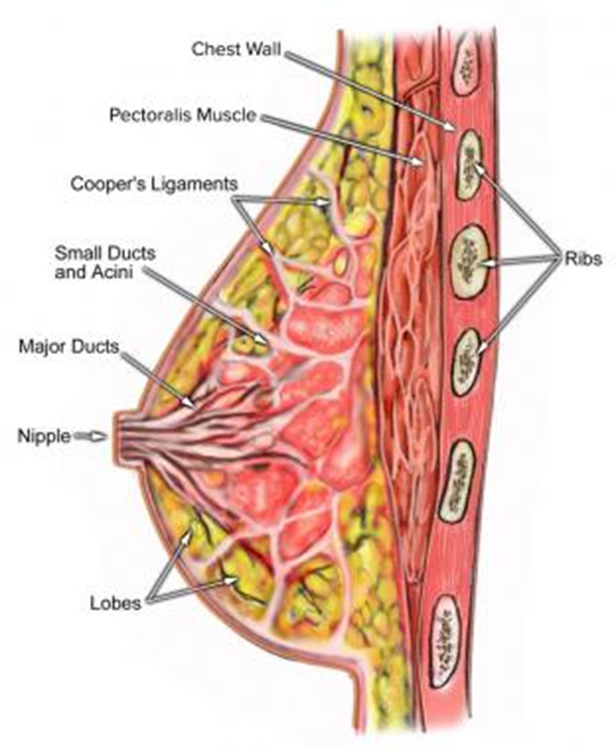 Chest Wall
Pectoralis Muscle
Cooper's Ligaments
Small Ducts
and Acini
Ribs
Major Ducts
Nipple
Lobes